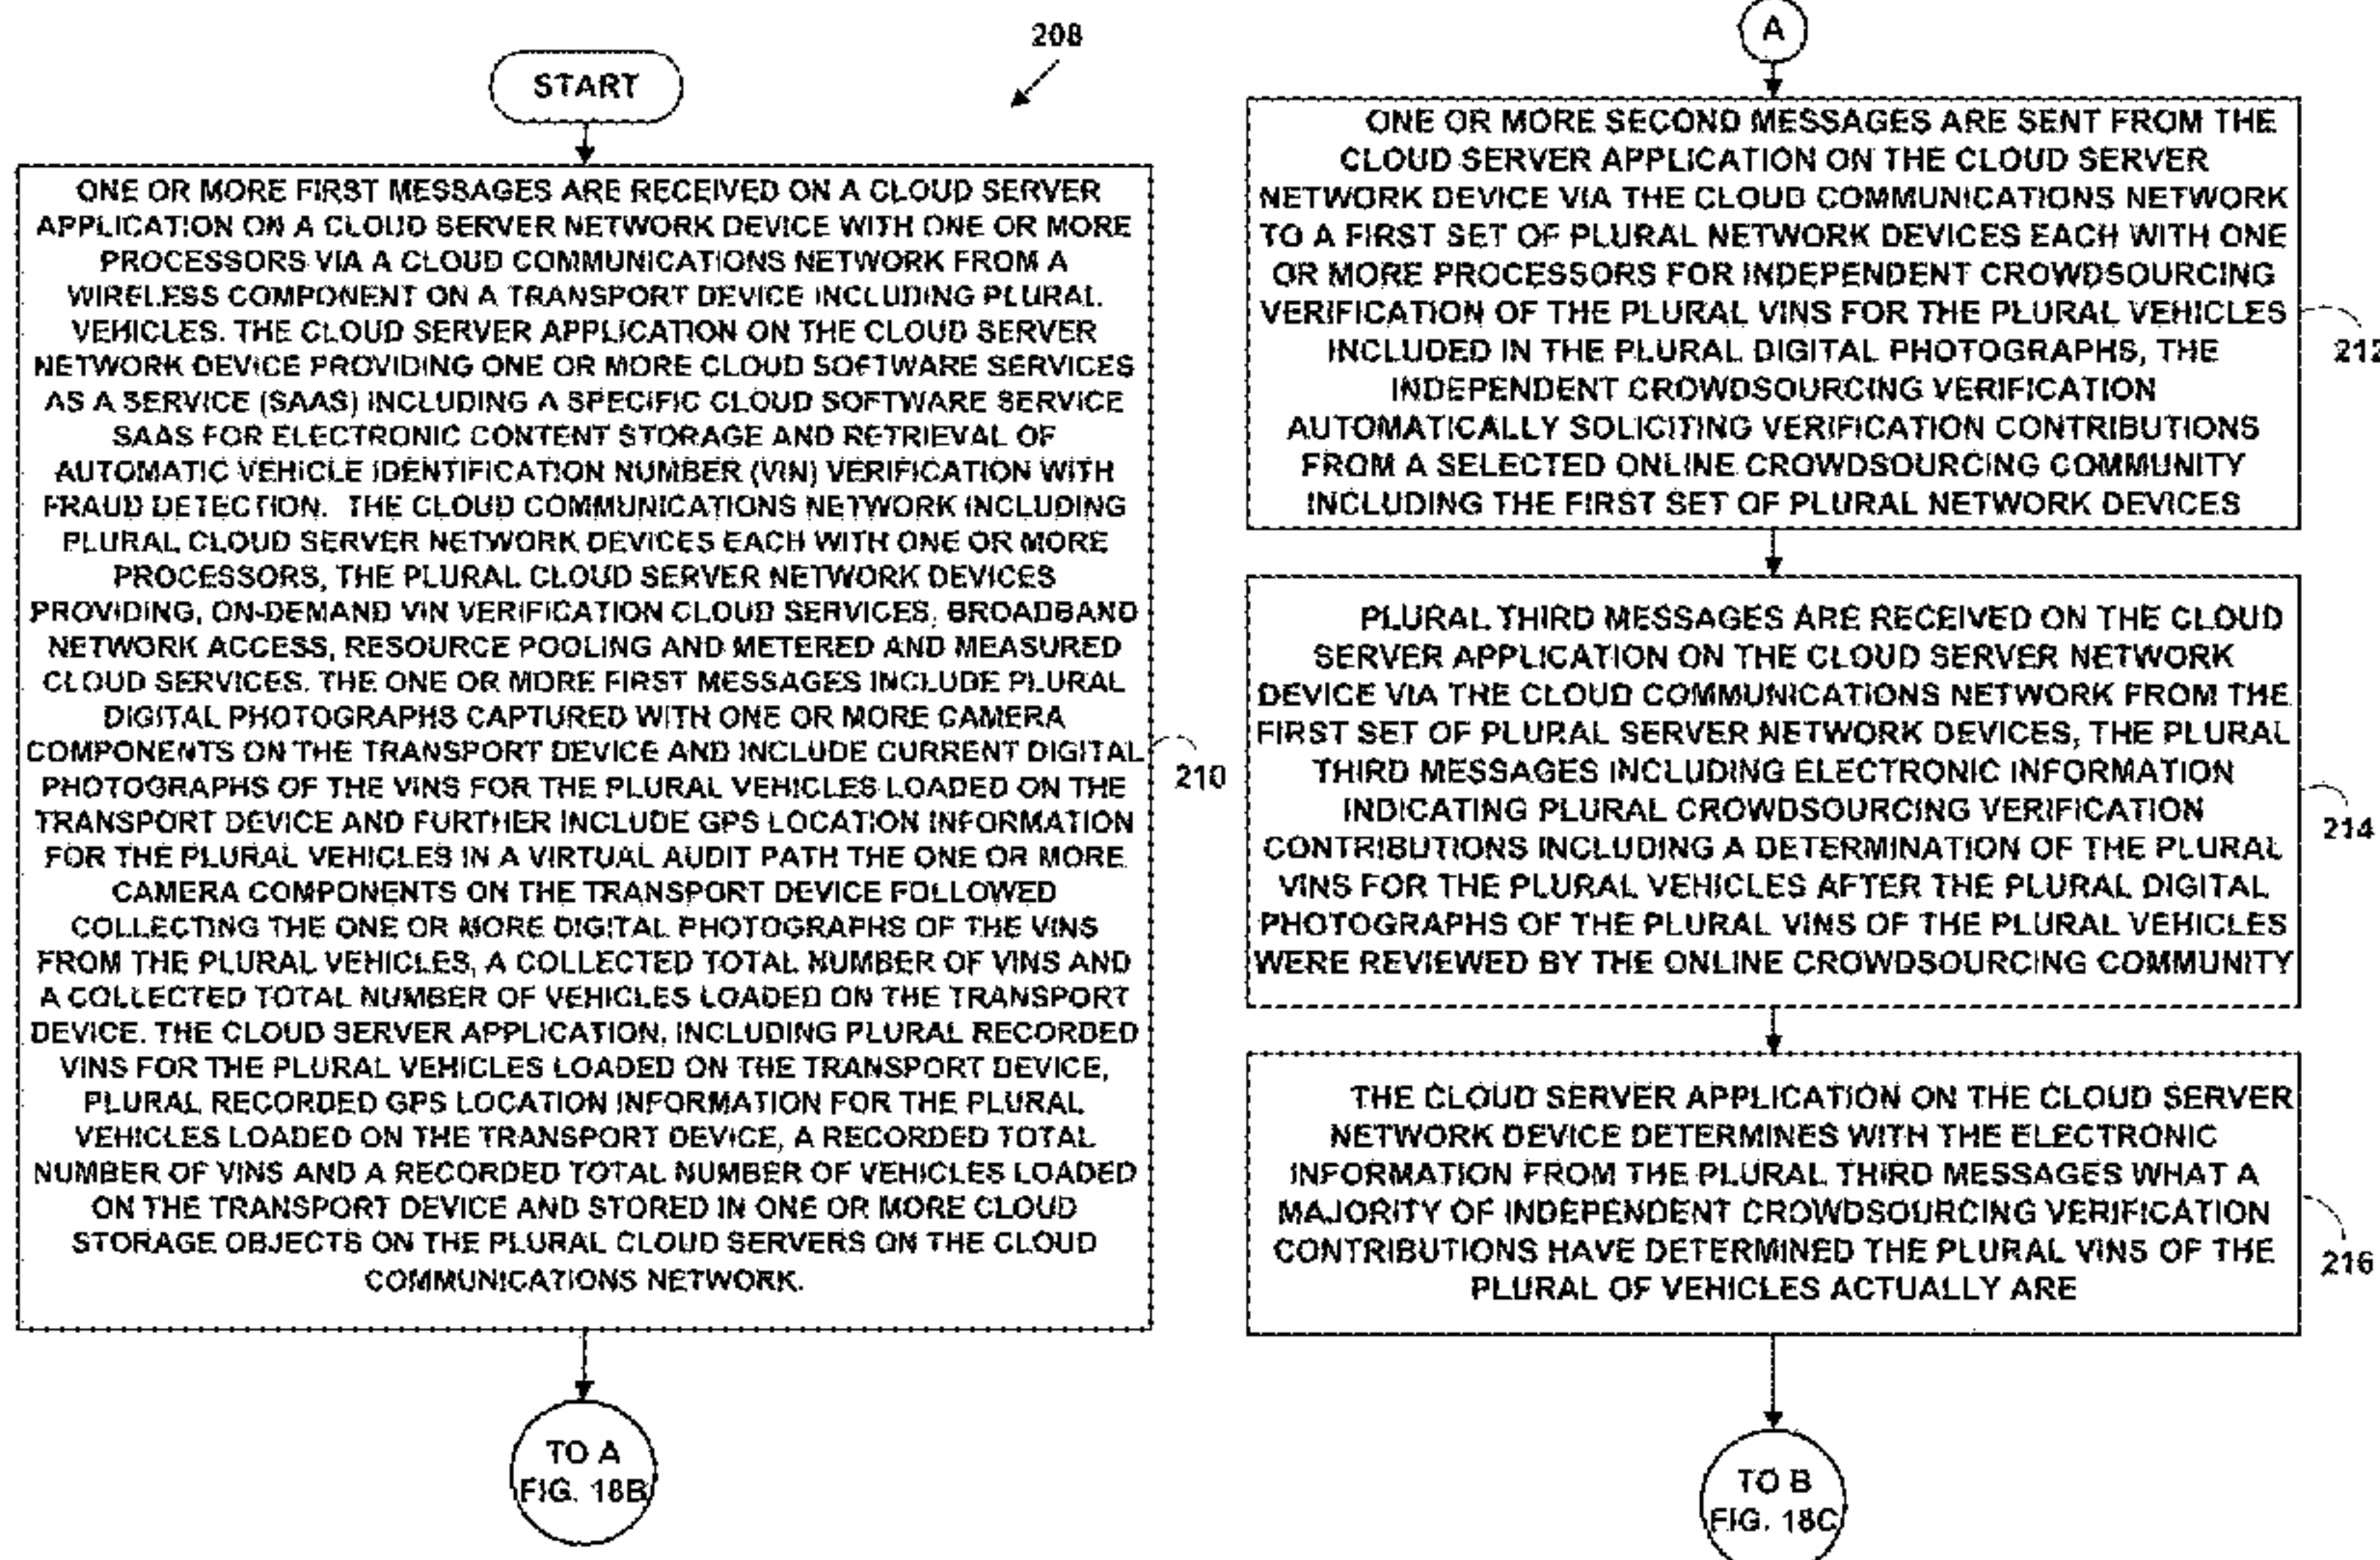 208
START
ONE OR MORE FIRST MESSAGES ARE RECEIVED ON A CLOUD SERVER
APPLICATION ON A CLOUD SERVER NETWORK DEVICE WITH ONE OR MORE
PROCESSORS VIA A CLOUD COMMUNICATIONS NETWORK FROM A
WIRELESS COMPONENT ON A TRANSPORT DEVICE INCLUDING PLURAL
VEHICLES. THE CLOUD SERVER APPLICATION ON THE CLOUD SERVER
NETWORK DEVICE PROVIDING ONE OR MORE CLOUD SOFTWARE SERVICES
AS A SERVICE (SAAS) INCLUDING A SPECIFIC CLOUD SOFTWARE SERVICE
SAAS FOR ELECTRONIC CONTENT STORAGE AND RETRIEVAL OF
AUTOMATIC VEHICLE IDENTIFICATION NUMBER (VIN) VERIFICATION WITH
FRAUD DETECTION. THE CLOUD COMMUNICATIONS NETWORK INCLUDING
PLURAL CLOUD SERVER NETWORK DEVICES EACH WITH ONE OR MORE
PROCESSORS, THE PLURAL CLOUD SERVER NETWORK DEVICES
PROVIDING, ON-DEMAND VIN VERIFICATION CLOUD SERVICES, BROADBAND
NETWORK ACCESS, RESOURCE POOLING AND METERED AND MEASURED
CLOUD SERVICES. THE ONE OR MORE FIRST MESSAGES INCLUDE PLURAL
DIGITAL PHOTOGRAPHS CAPTURED WITH ONE OR MORE CAMERA
COMPONENTS ON THE TRANSPORT DEVICE AND INCLUDE CURRENT DIGITAL
PHOTOGRAPHS OF THE VINS FOR THE PLURAL VEHICLES LOADED ON THE
TRANSPORT DEVICE AND FURTHER INCLUDE GPS LOCATION INFORMATION
FOR THE PLURAL VEHICLES IN A VIRTUAL AUDIT PATH THE ONE OR MORE
CAMERA COMPONENTS ON THE TRANSPORT DEVICE FOLLOWED
COLLECTING THE ONE OR MORE DIGITAL PHOTOGRAPHS OF THE VINS
FROM THE PLURAL VEHICLES, A COLLECTED TOTAL NUMBER OF VINS AND
A COLLECTED TOTAL NUMBER OF VEHICLES LOADED ON THE TRANSPORT
DEVICE. THE CLOUD SERVER APPLICATION, INCLUDING PLURAL RECORDED
VINS FOR THE PLURAL VEHICLES LOADED ON THE TRANSPORT DEVICE,
PLURAL RECORDED GPS LOCATION INFORMATION FOR THE PLURAL
VEHICLES LOADED ON THE TRANSPORT DEVICE, A RECORDED TOTAL
NUMBER OF VINS AND A RECORDED TOTAL NUMBER OF VEHICLES LOADED
ON THE TRANSPORT DEVICE AND STORED IN ONE OR MORE CLOUD
STORAGE OBJECTS ON THE PLURAL CLOUD SERVERS ON THE CLOUD
COMMUNICATIONS NETWORK.
210
TO A
FIG. 18B
A
ONE OR MORE SECOND MESSAGES ARE SENT FROM THE
CLOUD SERVER APPLICATION ON THE CLOUD SERVER
NETWORK DEVICE VIA THE CLOUD COMMUNICATIONS NETWORK
TO A FIRST SET OF PLURAL NETWORK DEVICES EACH WITH ONE
OR MORE PROCESSORS FOR INDEPENDENT CROWDSOURCING
VERIFICATION OF THE PLURAL VINS FOR THE PLURAL VEHICLES
INCLUDED IN THE PLURAL DIGITAL PHOTOGRAPHS, THE
INDEPENDENT CROWDSOURCING VERIFICATION
AUTOMATICALLY SOLICITING VERIFICATION CONTRIBUTIONS
FROM A SELECTED ONLINE CROWDSOURCING COMMUNITY
INCLUDING THE FIRST SET OF PLURAL NETWORK DEVICES
212
PLURAL THIRD MESSAGES ARE RECEIVED ON THE CLOUD
SERVER APPLICATION ON THE CLOUD SERVER NETWORK
DEVICE VIA THE CLOUD COMMUNICATIONS NETWORK FROM THE
FIRST SET OF PLURAL SERVER NETWORK DEVICES, THE PLURAL
THIRD MESSAGES INCLUDING ELECTRONIC INFORMATION
INDICATING PLURAL CROWDSOURCING VERIFICATION
CONTRIBUTIONS INCLUDING A DETERMINATION OF THE PLURAL
VINS FOR THE PLURAL VEHICLES AFTER THE PLURAL DIGITAL
PHOTOGRAPHS OF THE PLURAL VINS OF THE PLURAL VEHICLES
WERE REVIEWED BY THE ONLINE CROWDSOURCING COMMUNITY
214
THE CLOUD SERVER APPLICATION ON THE CLOUD SERVER
NETWORK DEVICE DETERMINES WITH THE ELECTRONIC
INFORMATION FROM THE PLURAL THIRD MESSAGES WHAT A
MAJORITY OF INDEPENDENT CROWDSOURCING VERIFICATION
CONTRIBUTIONS HAVE DETERMINED THE PLURAL VINS OF THE
PLURAL OF VEHICLES ACTUALLY ARE
216
TO B
FIG. 18C